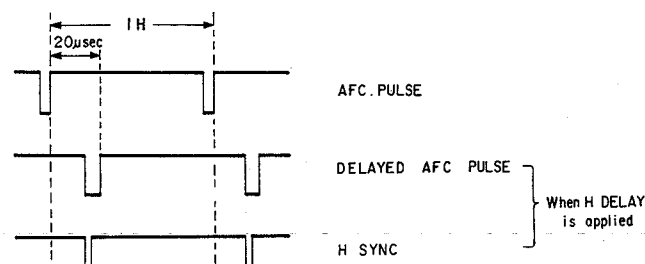 1H
20μsec
AFC. PULSE
DELAYED AFC PULSE
When H DELAY
is applied
H SYNC